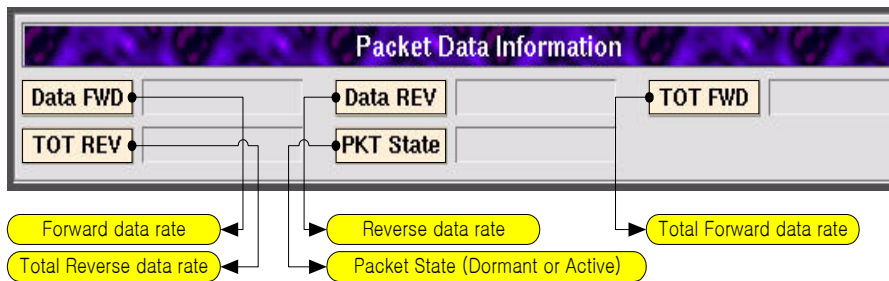 Packet Data Information
Data FWD
Data REV
TOT FWD
TOT REV
PKT State
Forward data rate
Reverse data rate
Total Forward data rate
Total Reverse data rate
Packet State (Dormant or Active)